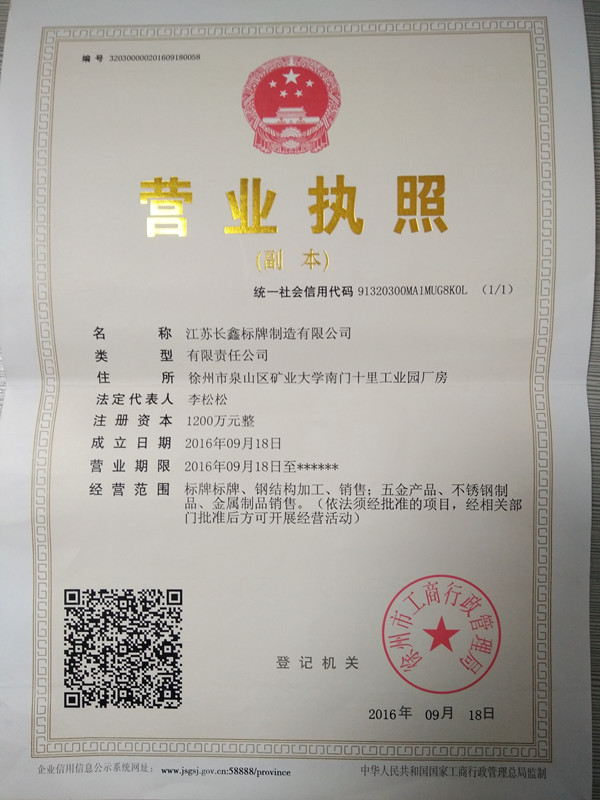 编 号 320300000201609180058
营业执照
(副 本)
统一社会信用代码 91320300MA1MUG8K0L (1/1)
名 称 江苏长鑫标牌制造有限公司
类 型 有限责任公司
住 所 徐州市泉山区矿业大学南门十里工业园厂房
法定代表人 李松松
注册资本 1200万元整
成立日期 2016年09月18日
营业期限 2016年09月18日至******
经营范围 标牌标牌、钢结构加工、销售；五金产品、不锈钢制
品、金属制品销售。（依法须经批准的项目，经相关部
门批准后方可开展经营活动）
徐州市工商行政管理局
登记机关
2016年 09月 18日
企业信用信息公示系统网址： www.jsgsj.gov.cn:58888/province
中华人民共和国国家工商行政管理总局监制